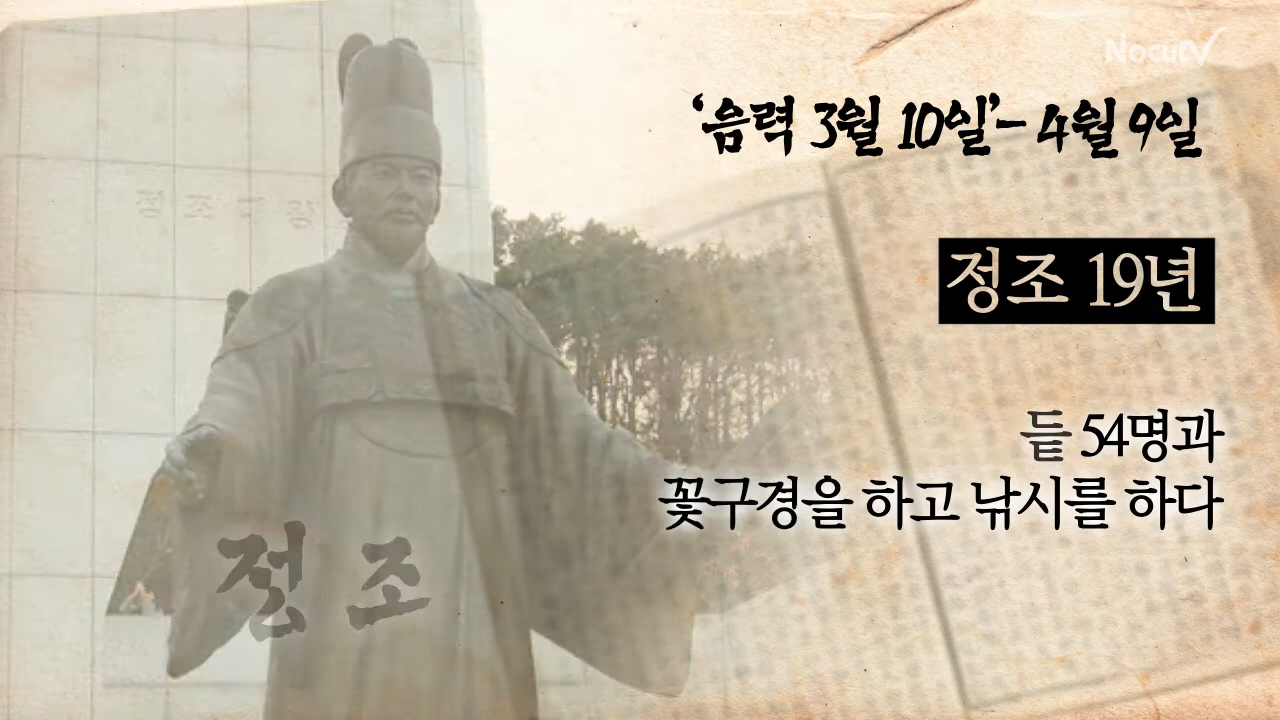 NocuTV
‘음력 3월 10일’- 4월 9일
정조 19년
듵 54명과
꽃구경을 하고 낚시를 하다
정조